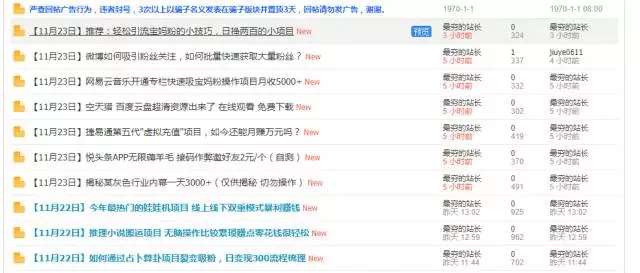 严查回帖广告行为,违者封号,3次以上以骗子名义发表在骗子板块并置顶3天,回帖请勿发广告,谢谢。 1970-1-1 1970-1-1 08:00
【11月23日】推荐:轻松引流宝妈粉的小技巧,日换两百的小项目 New 预览 最穷的站长 0 最穷的站长
3 小时前 324 3 小时前
【11月23日】微博如何吸引粉丝关注,如何批量快速获取大量粉丝? New 最穷的站长 1 jiuye0611
5 小时前 337 4 小时前
【11月23日】网易云音乐开通专栏快速吸宝妈粉操作项目月收5000+ New 最穷的站长 0 最穷的站长
5 小时前 302 5 小时前
【11月23日】空天猫 百度云盘超清资源出来了 在线观看 免费下载 New 最穷的站长 0 最穷的站长
5 小时前 502 5 小时前
【11月23日】捷易通第五代"虚拟充值"项目,如今还能月赚万元吗? New 最穷的站长 0 最穷的站长
5 小时前 419 5 小时前
【11月23日】悦头条APP无限薅羊毛 接码作弊邀好友2元/个(自测) New 最穷的站长 0 最穷的站长
5 小时前 370 5 小时前
【11月23日】揭秘某灰色行业内幕一天3000+(仅供揭秘 切勿操作) New 最穷的站长 0 最穷的站长
5 小时前 491 5 小时前
【11月22日】今年最热门的娃娃机项目 线上线下双重模式暴利赚钱 New 最穷的站长 0 最穷的站长
昨天 13:02 925 昨天 13:02
【11月22日】推理小说搬运项目 无脑操作比较累理赚点零花钱很轻松 New 最穷的站长 0 最穷的站长
昨天 12:59 962 昨天 12:59
【11月22日】如何通过占卜算卦项目裂变吸粉,日变现300流程梳理 New 最穷的站长 0 最穷的站长
昨天 11:44 702 昨天 11:44